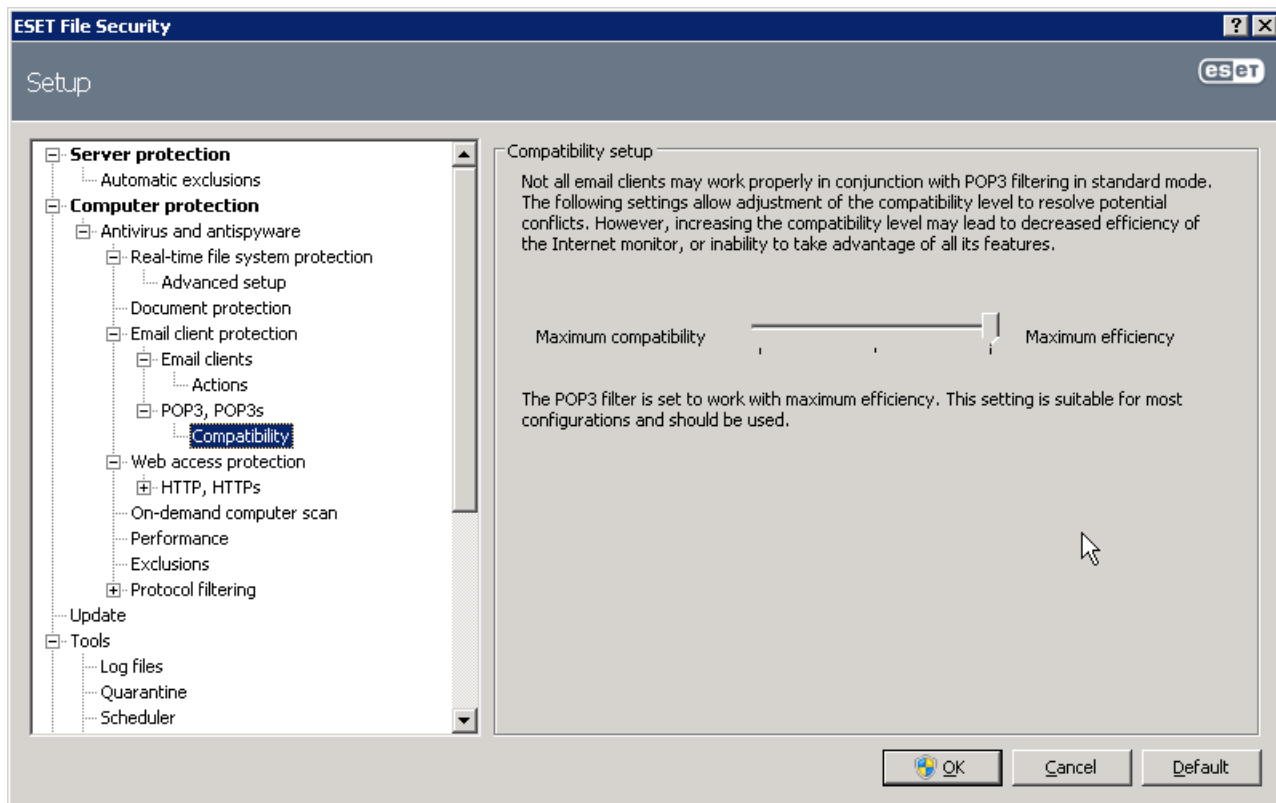 ESET File Security
Setup
eset
Server protection
Automatic exclusions
Computer protection
Antivirus and antispyware
Real-time file system protection
Advanced setup
Document protection
Email client protection
Email clients
Actions
POP3, POP3s
Compatibility
Web access protection
HTTP, HTTPs
On-demand computer scan
Performance
Exclusions
Protocol filtering
Update
Tools
Log files
Quarantine
Scheduler
Compatibility setup
Not all email clients may work properly in conjunction with POP3 filtering in standard mode.
The following settings allow adjustment of the compatibility level to resolve potential
conflicts. However, increasing the compatibility level may lead to decreased efficiency of
the Internet monitor, or inability to take advantage of all its features.
Maximum compatibility
Maximum efficiency
The POP3 filter is set to work with maximum efficiency. This setting is suitable for most
configurations and should be used.
OK
Cancel
Default